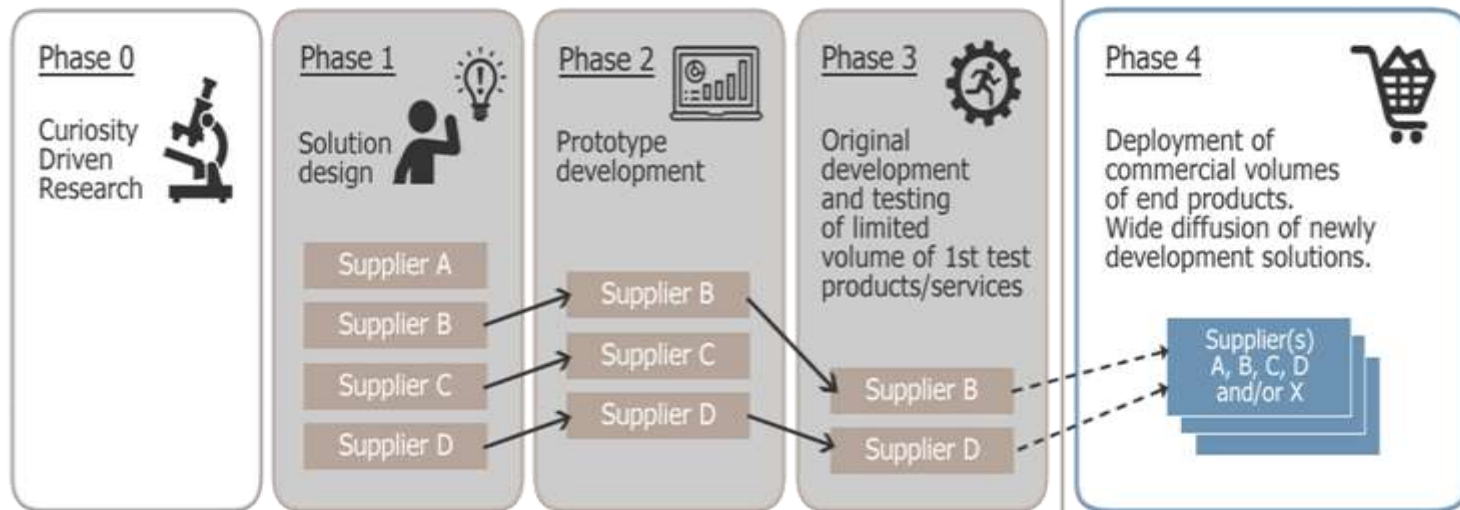 Phase 0
Curiosity
Driven
Research
Phase 1
Solution
design
Supplier A
Supplier B
Supplier C
Supplier D
Phase 2
Prototype
development
Supplier B
Supplier C
Supplier D
Phase 3
Original
development
and testing
of limited
volume of 1st test
products/services
Supplier B
Supplier D
Phase 4
Deployment of
commercial volumes
of end products.
Wide diffusion of newly
development solutions.
Supplier(s)
A, B, C, D
and/or X